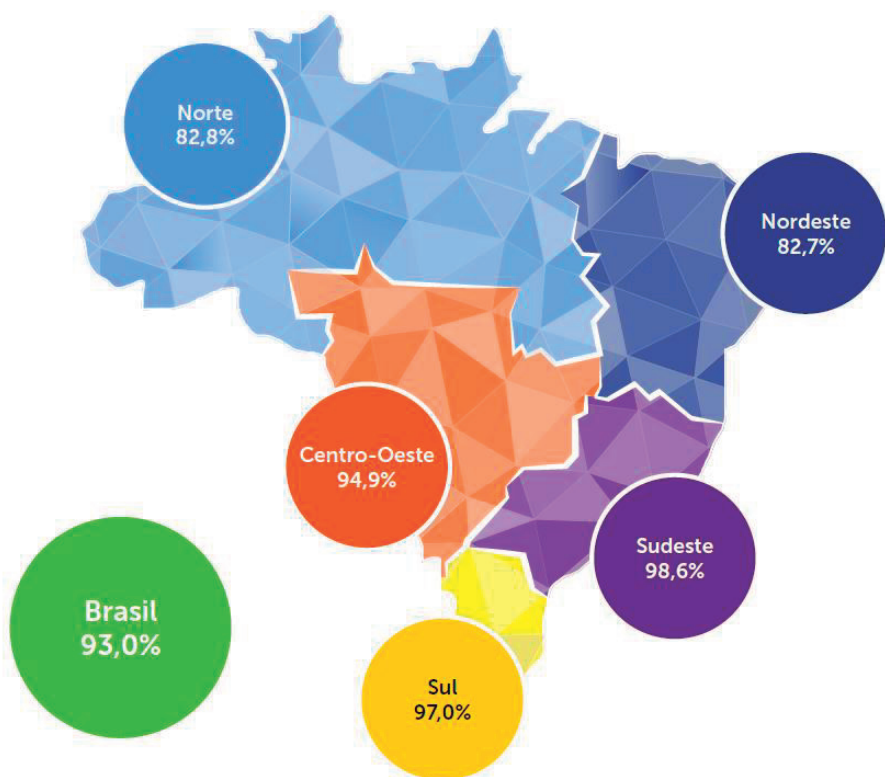 Norte
82,8%
Nordeste
82,7%
Centro-Oeste
94,9%
Sudeste
98,6%
Brasil
93,0%
Sul
97,0%